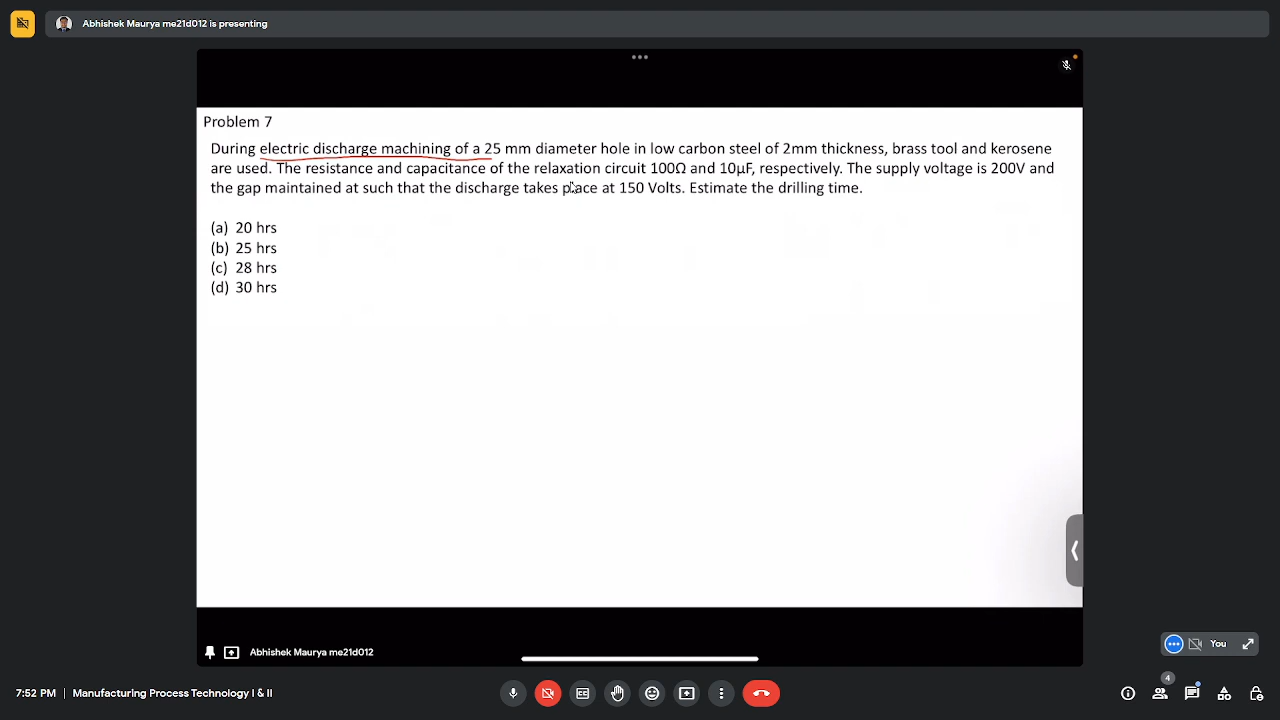 Abhishek Maurya me21d012 is presenting
Problem 7
During electric discharge machining of a 25 mm diameter hole in low carbon steel of 2mm thickness, brass tool and kerosene
are used. The resistance and capacitance of the relaxation circuit 100Ω and 10µF, respectively. The supply voltage is 200V and
the gap maintained at such that the discharge takes place at 150 Volts. Estimate the drilling time.
(a) 20 hrs
(b) 25 hrs
(c) 28 hrs
(d) 30 hrs
Abhishek Maurya me21d012
You
4
7:52 PM | Manufacturing Process Technology I & II